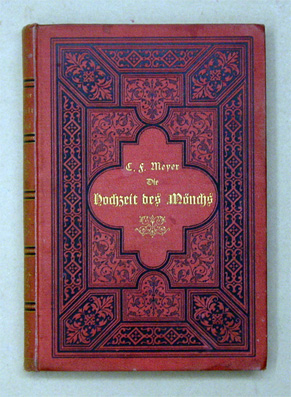 C. F. Meyer
Die
Hochzeit des Mönchs